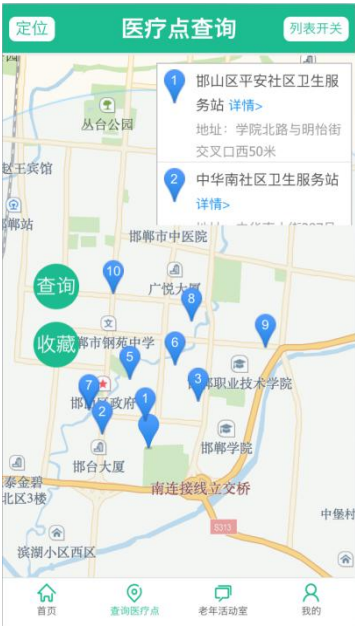 定位
医疗点查询
列表开关
丛台公园
赵王宾馆
邯郸站
1
邯山区平安社区卫生服
务站 详情>
地址：学院北路与明怡街
交叉口西50米
2
中华南社区卫生服务站
详情>
邯郸市中医院
10
广悦大厦
查询
8
9
收藏
邯郸市钢苑中学
6
5
邯郸职业技术学院
7
3
邯山区政府
1
2
邯郸学院
邯台大厦
泰金碧
北区3楼
南连接线立交桥
S313
中堡村
滨湖小区西区
首页
查询医疗点
老年活动室
我的